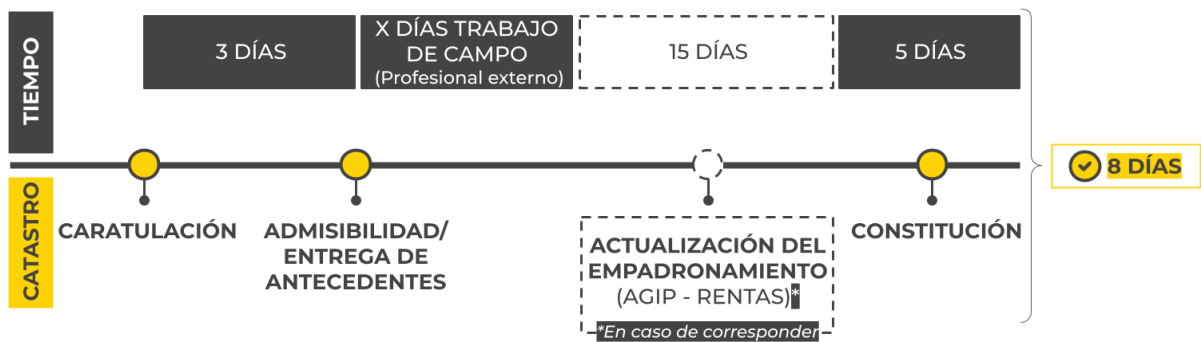 TIEMPO
3 DÍAS
X DÍAS TRABAJO
DE CAMPO
(Profesional externo)
15 DÍAS
5 DÍAS
8 DÍAS
CATASTRO
CARATULACIÓN
ADMISIBILIDAD/
ENTREGA DE
ANTECEDENTES
ACTUALIZACIÓN DEL
EMPADRONAMIENTO
(AGIP - RENTAS)*
*En caso de corresponder
CONSTITUCIÓN